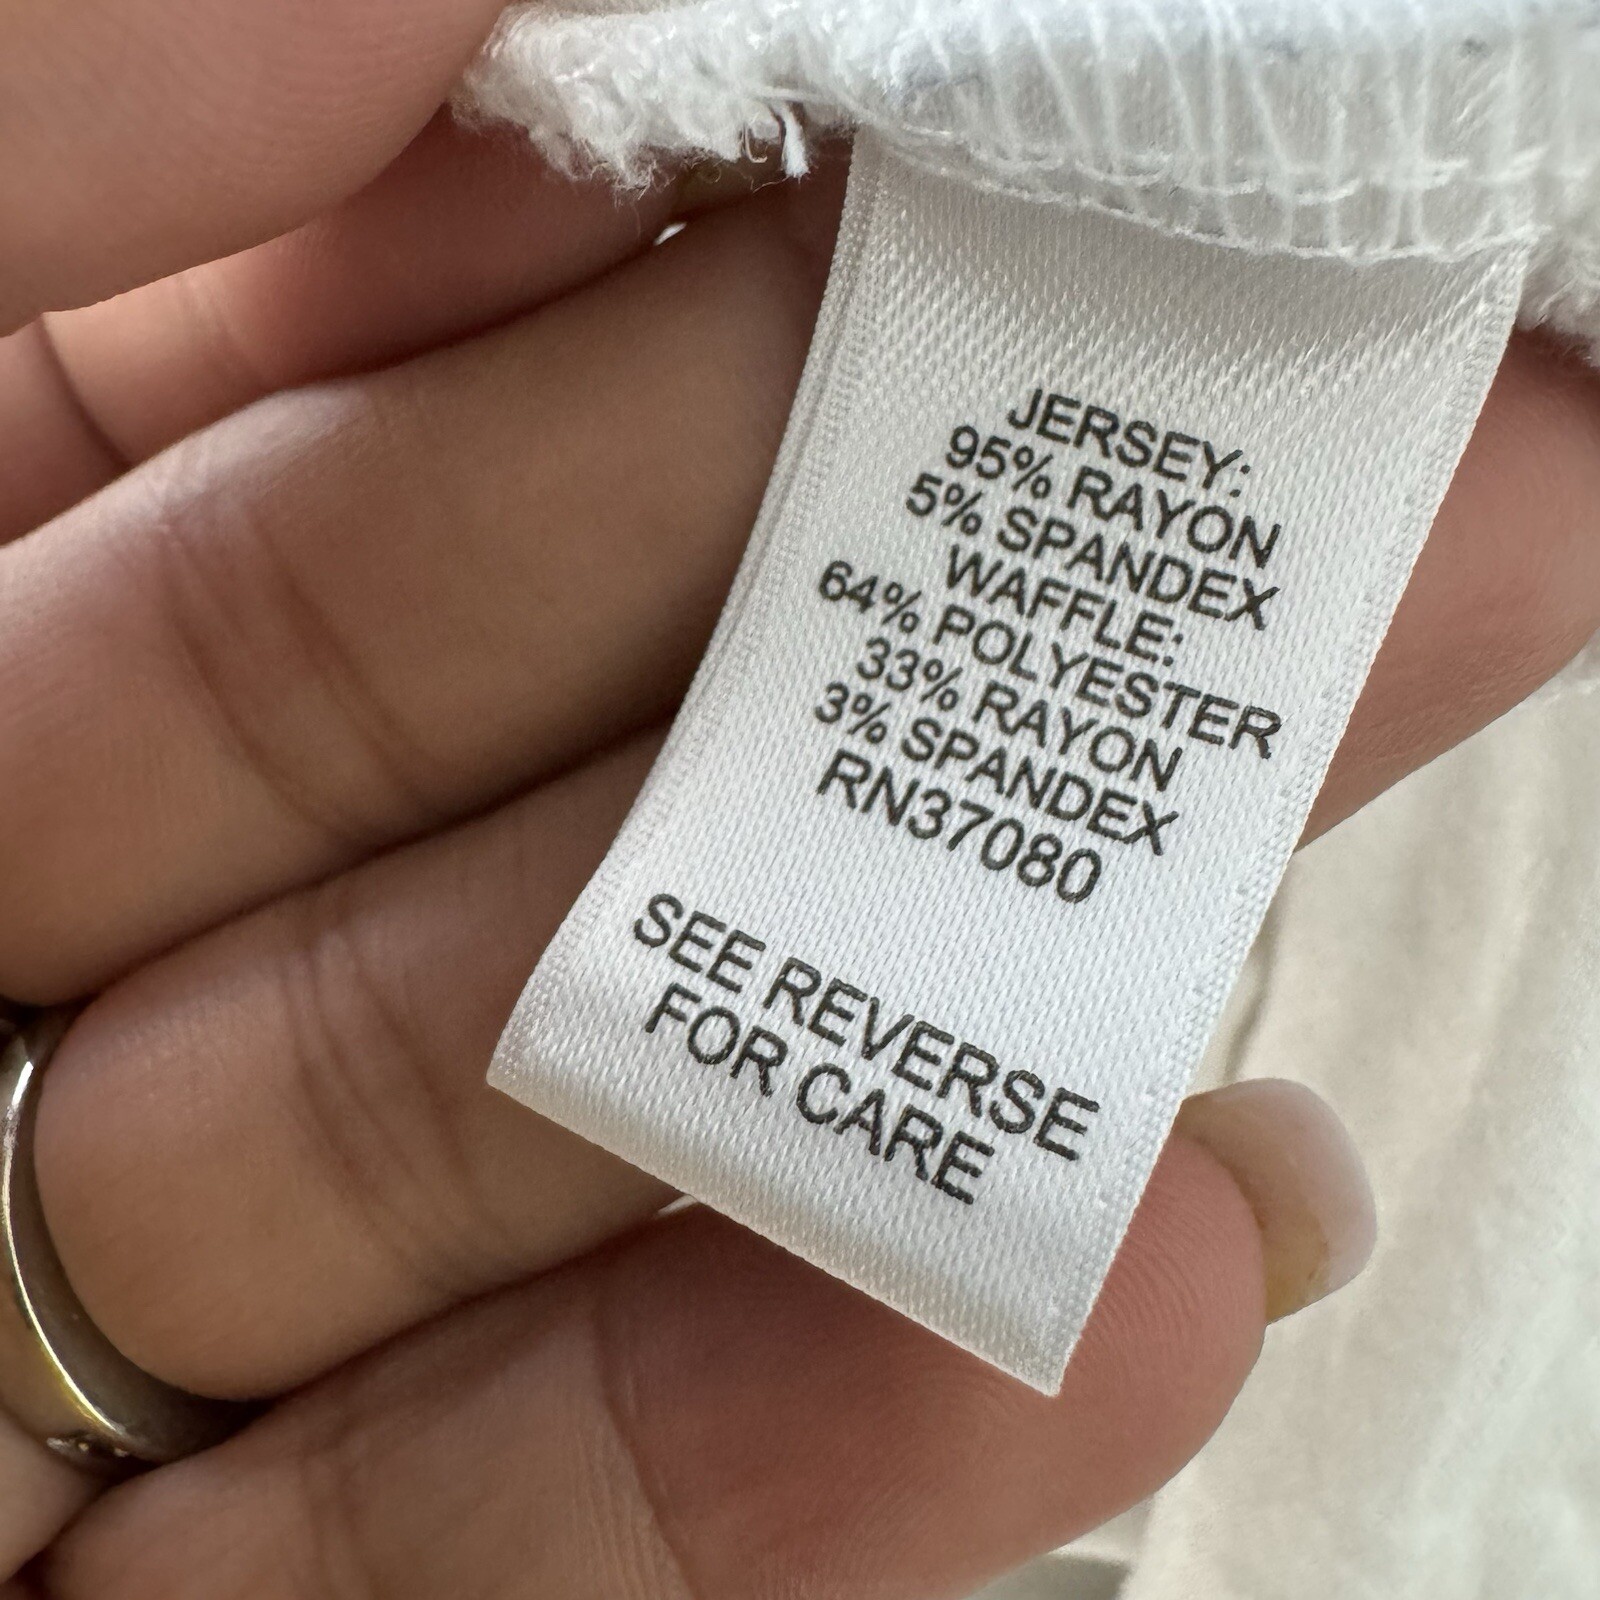 JERSEY:
95% RAYON
5% SPANDEX
WAFFLE:
64% POLYESTER
33% RAYON
3% SPANDEX
RN37080
SEE REVERSE
FOR CARE